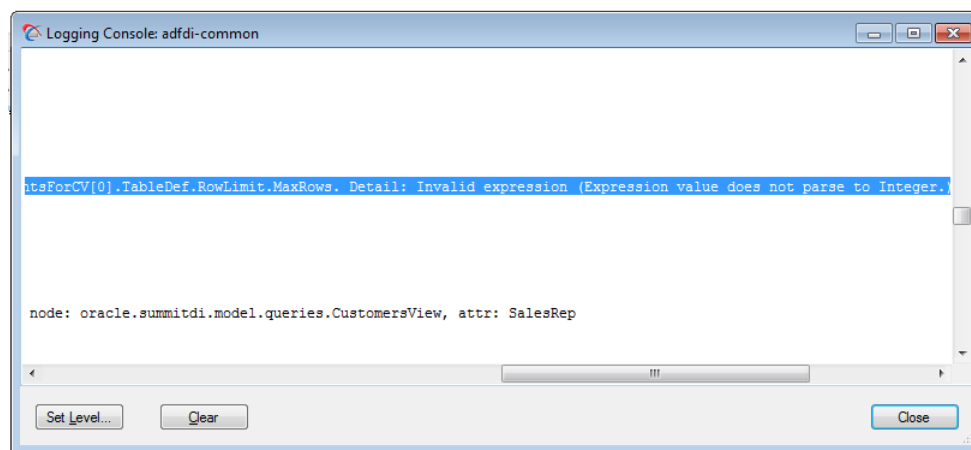 Logging Console: adfdi-common
ntsForCV[0].TableDef.RowLimit.MaxRows. Detail: Invalid expression (Expression value does not parse to Integer.)
node: oracle.summitdi.model.queries.CustomersView, attr: SalesRep
Set Level... Clear Close